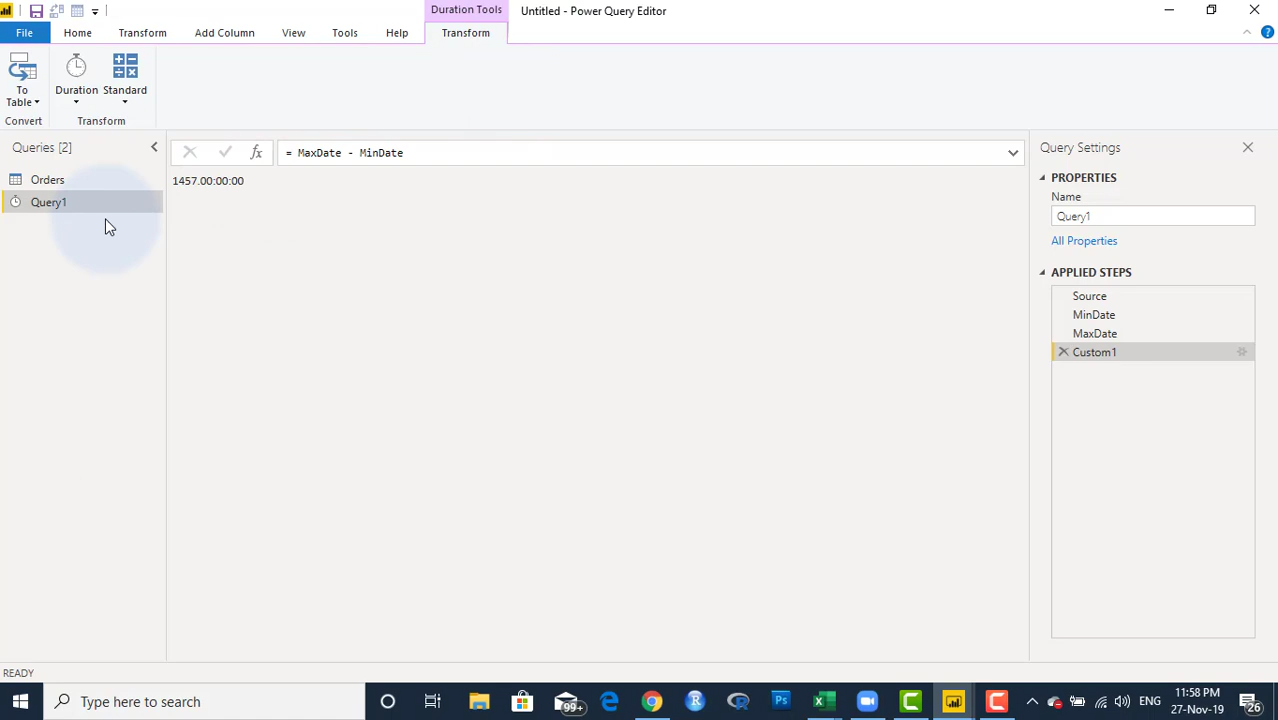 Duration Tools
Untitled - Power Query Editor
File
Home
Transform
Add Column
View
Tools
Help
Transform
To
Table
Duration
Standard
Convert
Transform
Queries [2]
fx
= MaxDate - MinDate
Orders
Query1
1457.00:00:00
Query Settings
PROPERTIES
Name
Query1
All Properties
APPLIED STEPS
Source
MinDate
MaxDate
Custom1
READY
Type here to search
99+
R
Ps
ENG
11:58 PM
27-Nov-19
26